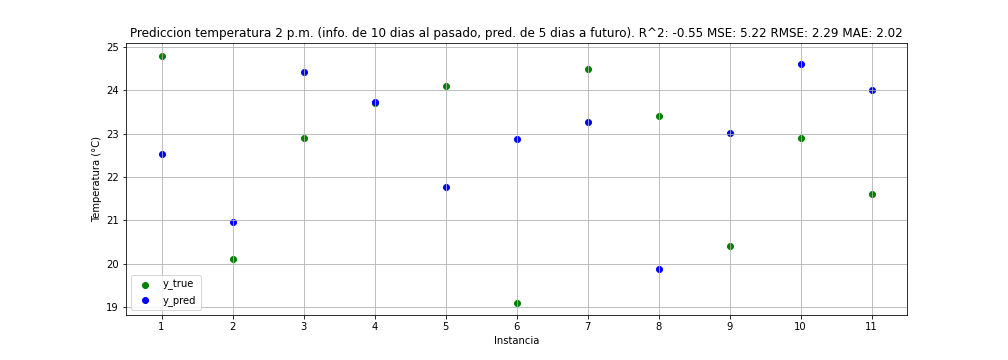 Prediccion temperatura 2 p.m. (info. de 10 dias al pasado, pred. de 5 dias a futuro). R^2: -0.55 MSE: 5.22 RMSE: 2.29 MAE: 2.02
Temperatura (°C)
25
24
23
22
21
20
19
y_true
y_pred
1 2 3 4 5 6 7 8 9 10 11
Instancia